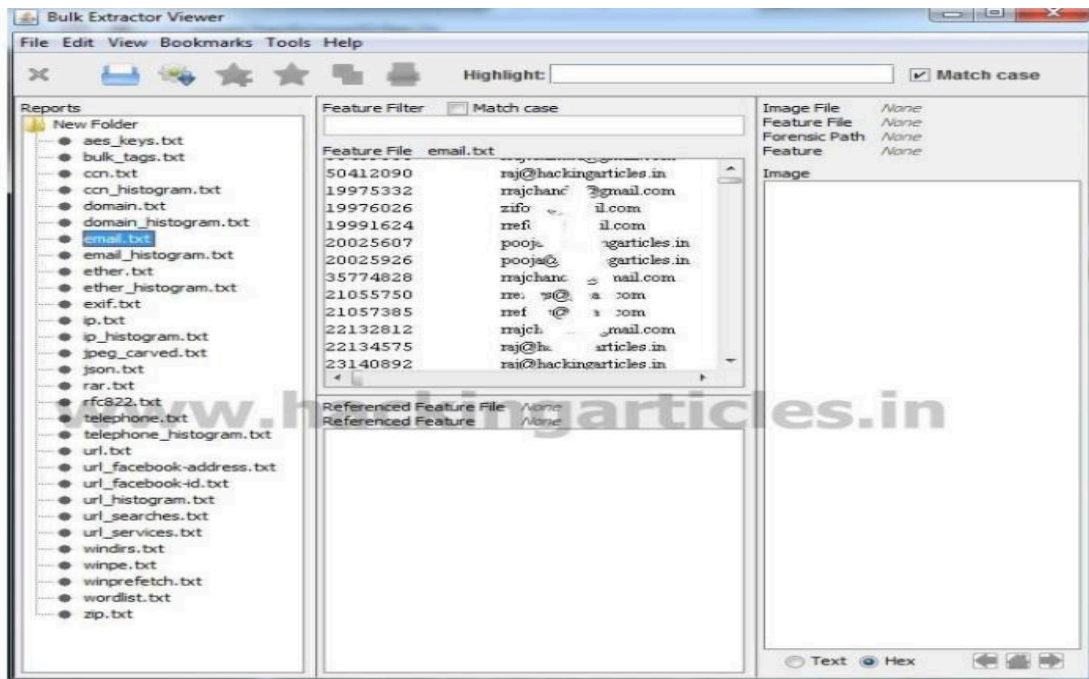 Bulk Extractor Viewer
File Edit View Bookmarks Tools Help
Highlight: Match case
Reports
New Folder
aes_keys.txt
bulk_tags.txt
ccn.txt
ccn_histogram.txt
domain.txt
domain_histogram.txt
email.txt
email_histogram.txt
ether.txt
ether_histogram.txt
exif.txt
ip.txt
ip_histogram.txt
jpeg_carved.txt
json.txt
rar.txt
rfc822.txt
telephone.txt
telephone_histogram.txt
url.txt
url_facebook-address.txt
url_facebook-id.txt
url_histogram.txt
url_searches.txt
url_services.txt
windirs.txt
winpe.txt
winprefetch.txt
wordlist.txt
zip.txt
Feature Filter Match case
Feature File email.txt
50412090 raj@hackingarticles.in
19975332
19976026
19991624
20025607
20025926
35774828
21055750
21057385
22132812
22134575
23140892 raj@hackingarticles.in
Referenced Feature File None
Referenced Feature None
Image File None
Feature File None
Forensic Path None
Feature None
Image
Text Hex
www.hackingarticles.in